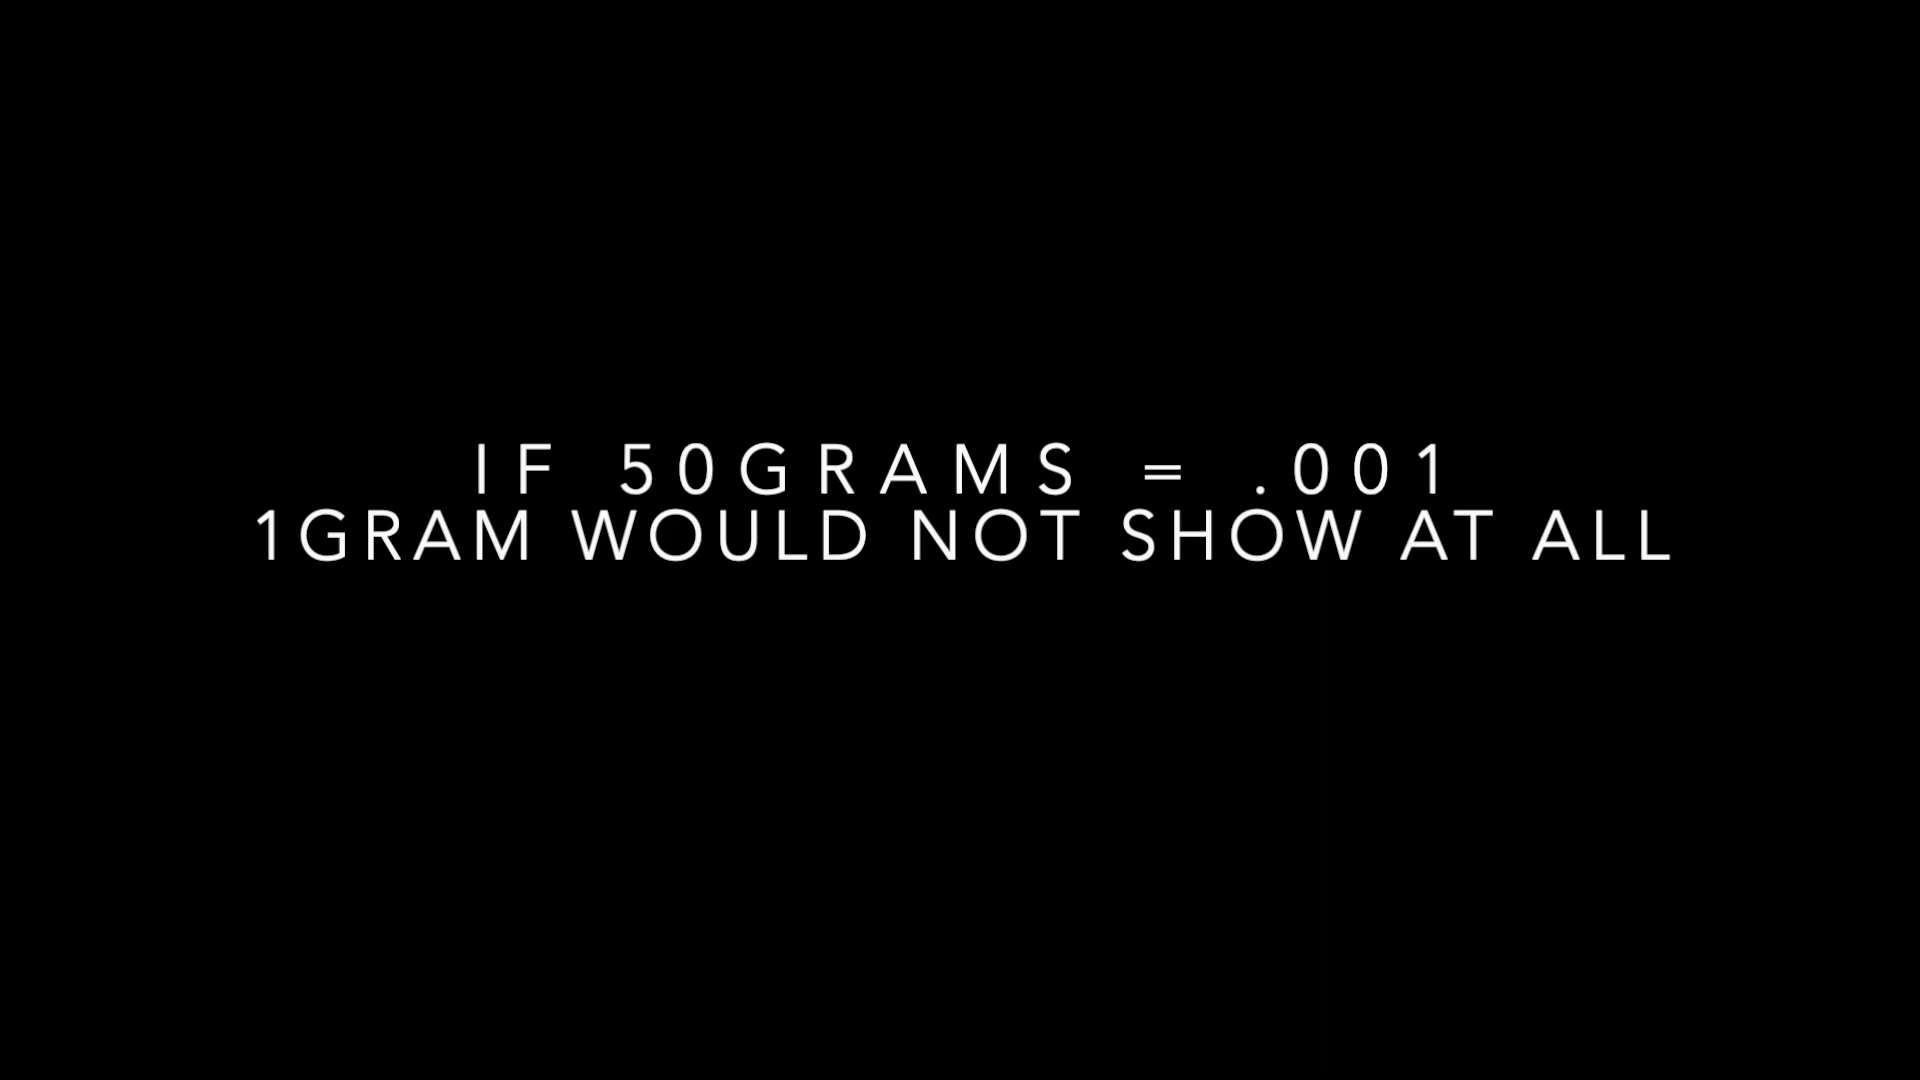 IF 50GRAMS = .001
1GRAM WOULD NOT SHOW AT ALL